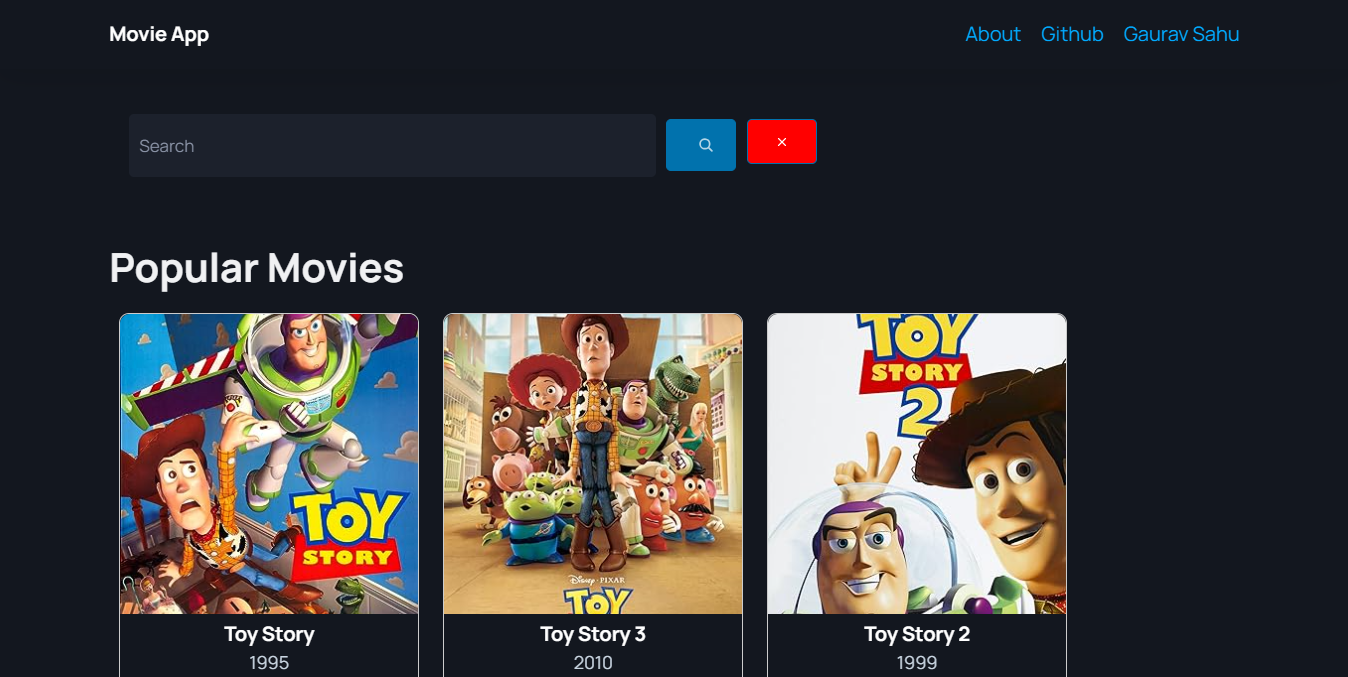 Movie App
About Github Gaurav Sahu
Search
Popular Movies
TOY
STORY
Disney · PIXAR
TOY
TOY
STORY
2
Toy Story
Toy Story 3
Toy Story 2
1995
2010
1999